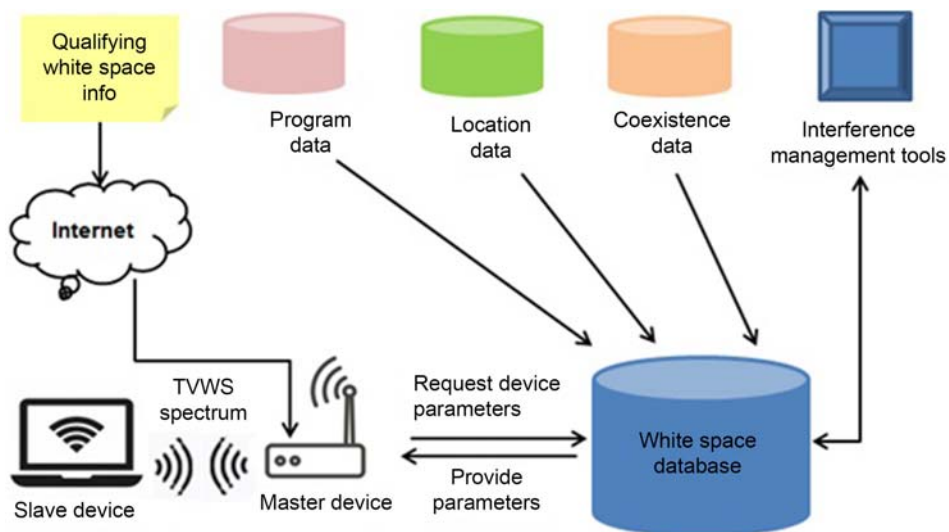 Qualifying
white space
info
Program
data
Location
data
Coexistence
data
Interference
management tools
Internet
TVWS
spectrum
Request device
parameters
White space
database
Provide
parameters
Slave device
Master device